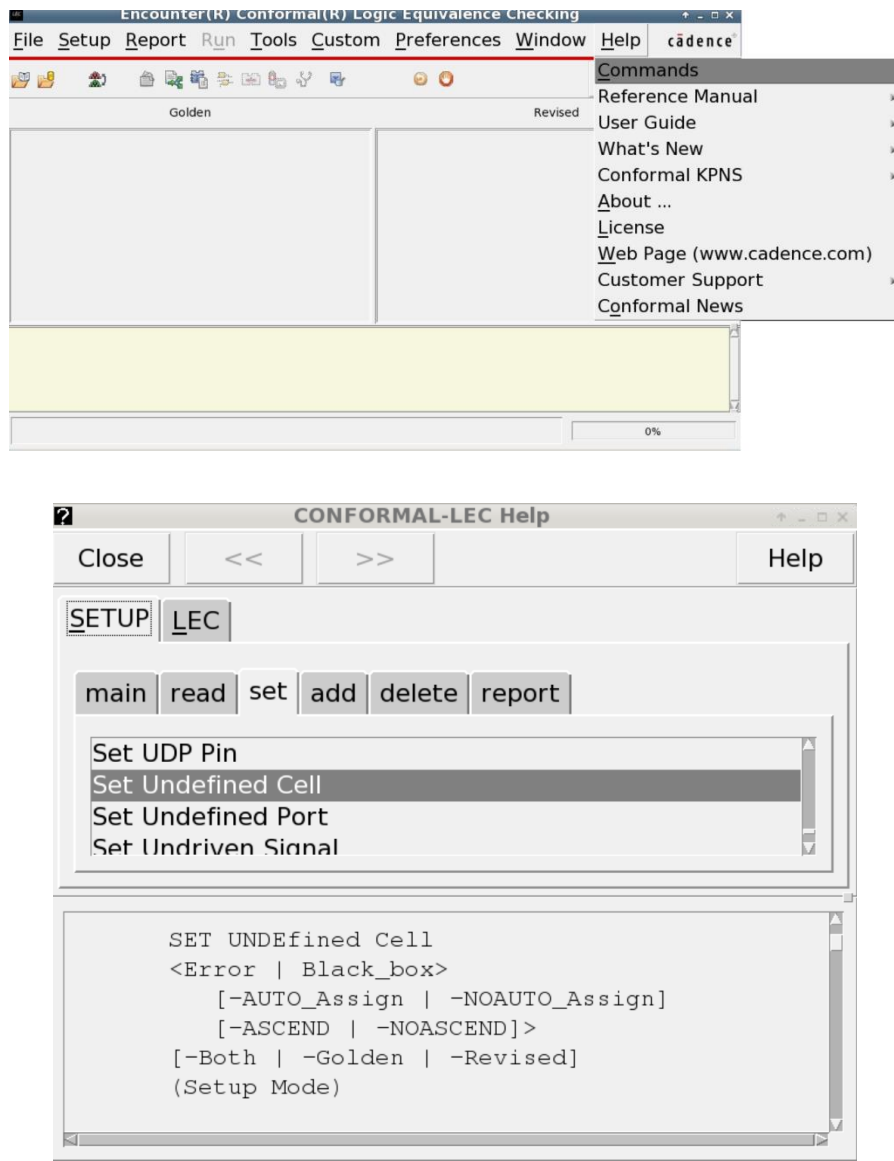 Encounter(R) Conformal(R) Logic Equivalence Checking
File Setup Report Run Tools Custom Preferences Window Help cādence®
Commands
Reference Manual
User Guide
What's New
Conformal KPNS
About ...
License
Web Page (www.cadence.com)
Customer Support
Conformal News
Golden Revised
0%
? CONFORMAL-LEC Help
Close << >> Help
SETUP LEC
main read set add delete report
Set UDP Pin
Set Undefined Cell
Set Undefined Port
Set Undriven Signal
SET UNDEfined Cell
<Error | Black_box>
[-AUTO_Assign | -NOAUTO_Assign]
[-ASCEND | -NOASCEND]>
[-Both | -Golden | -Revised]
(Setup Mode)